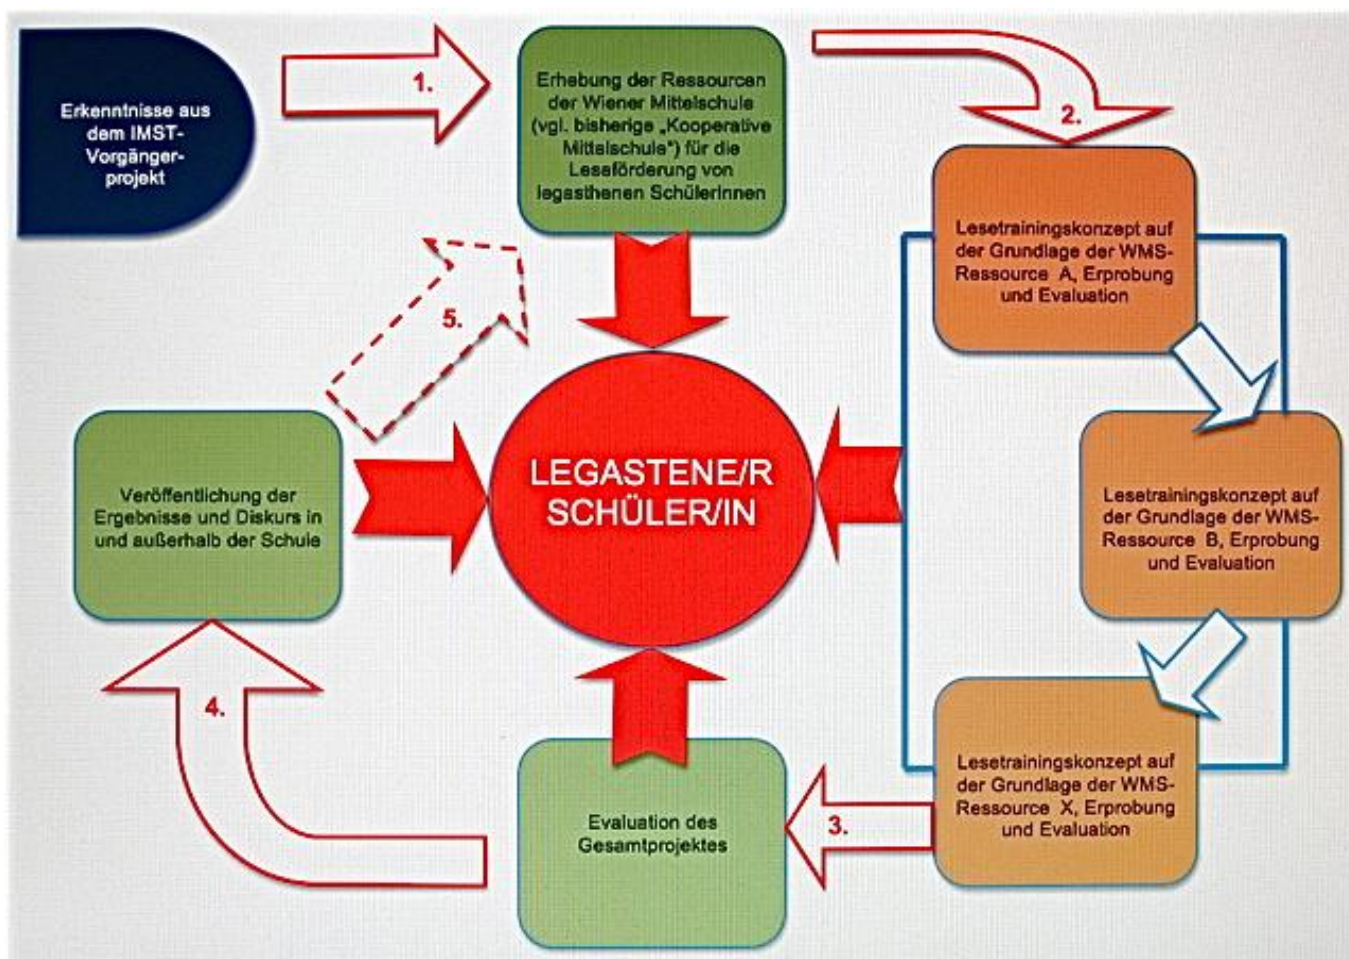 Erkenntnisse aus
dem IMST-
Vorgänger-
projekt
1.
Erhebung der Ressourcen
der Wiener Mittelschule
(vgl. bisherige „Kooperative
Mittelschule“) für die
Leseförderung von
legasthenen SchülerInnen
2.
Lesetrainingskonzept auf
der Grundlage der WMS-
Ressource A, Erprobung
und Evaluation
5.
LEGASTENE/R
SCHÜLER/IN
Veröffentlichung der
Ergebnisse und Diskurs in
und außerhalb der Schule
Lesetrainingskonzept auf
der Grundlage der WMS-
Ressource B, Erprobung
und Evaluation
4.
Evaluation des
Gesamtprojektes
3.
Lesetrainingskonzept auf
der Grundlage der WMS-
Ressource X, Erprobung
und Evaluation